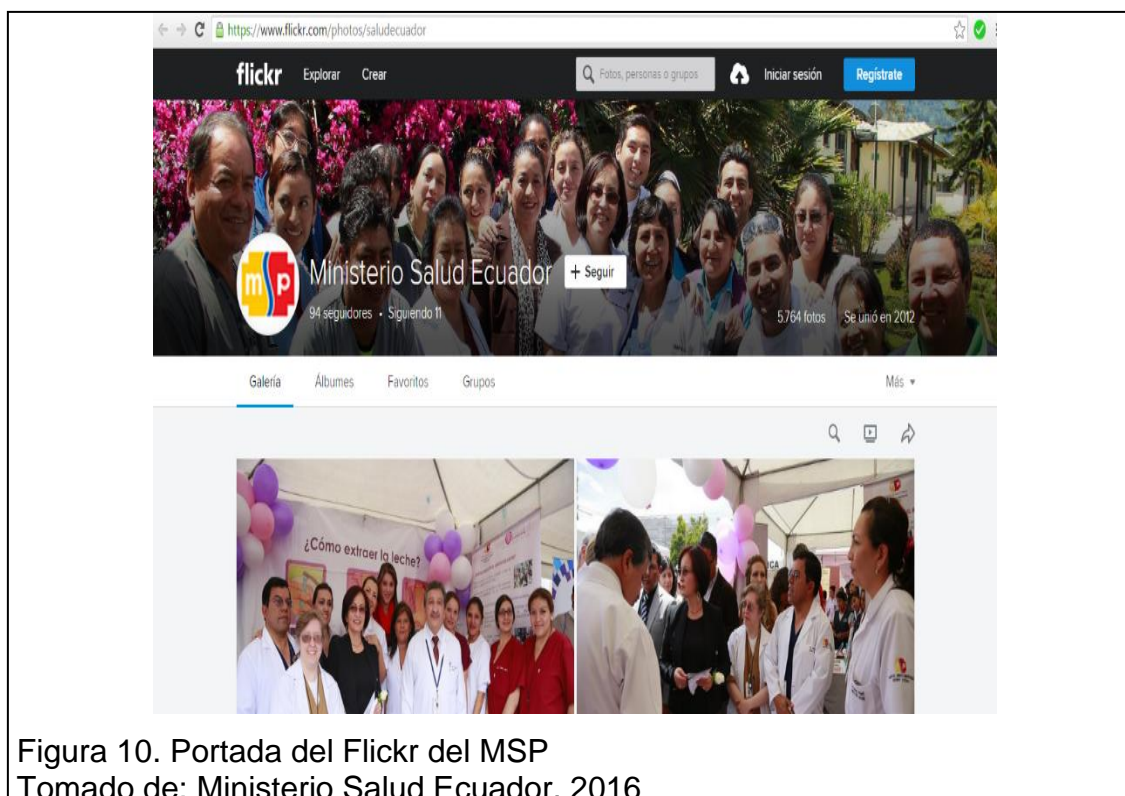 https://www.flickr.com/photos/saludecuador
flickr Explorar Crear Fotos, personas o grupos Iniciar sesión Regístrate
msp Ministerio Salud Ecuador + Seguir
94 seguidores • Siguiendo 11 5.764 fotos Se unió en 2012
Galería Álbumes Favoritos Grupos Más
¿Cómo extraer la leche?
Figura 10. Portada del Flickr del MSP
Tomado de: Ministerio Salud Ecuador, 2016